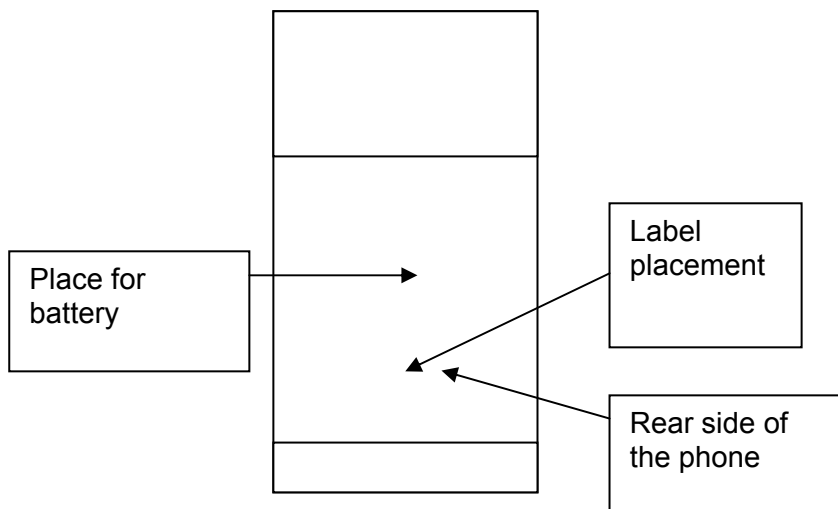 Place for
battery
Label
placement
Rear side of
the phone